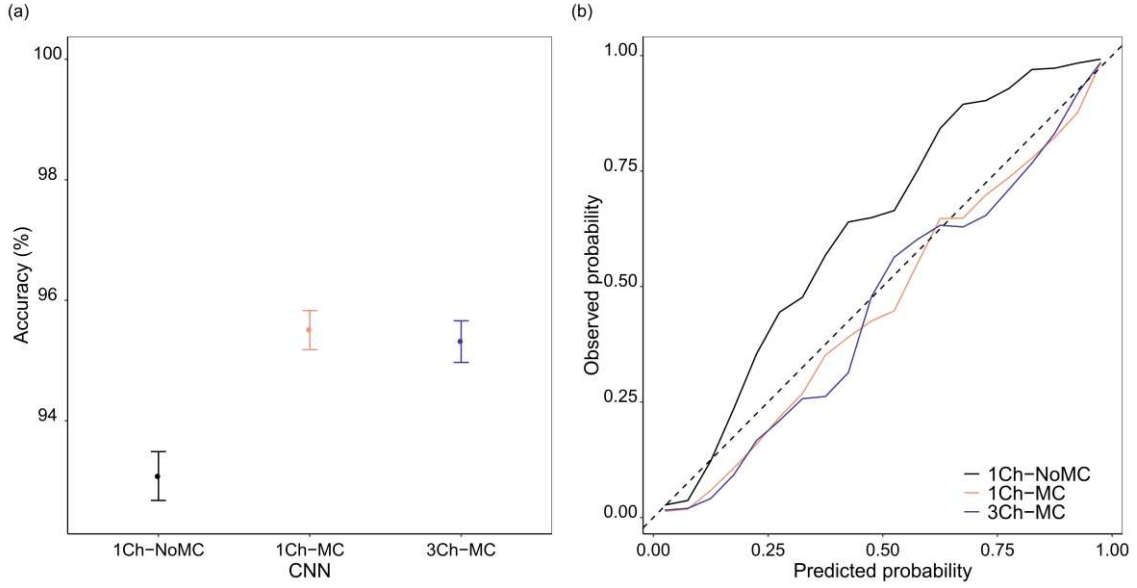 (a)
100
98
96
94
Accuracy (%)
1Ch−NoMC
1Ch−MC
3Ch−MC
CNN
(b)
1.00
0.75
0.50
0.25
0.00
Observed probability
1Ch−NoMC
1Ch−MC
3Ch−MC
0.00
0.25
0.50
0.75
1.00
Predicted probability